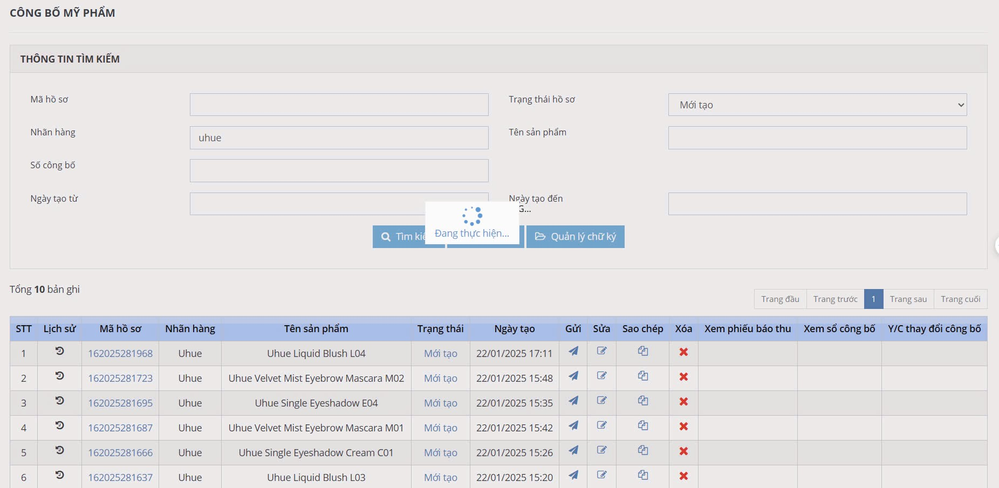 CÔNG BỐ MỸ PHẨM
THÔNG TIN TÌM KIẾM
Mã hồ sơ
Trạng thái hồ sơ
Mới tạo
Nhãn hàng
uhue
Tên sản phẩm
Số công bố
Ngày tạo từ
Ngày tạo đến
G...
Đang thực hiện...
Tìm kiế
Quản lý chữ ký
Tổng 10 bản ghi
Trang đầu Trang trước 1 Trang sau Trang cuối
STT Lịch sử Mã hồ sơ Nhãn hàng Tên sản phẩm Trạng thái Ngày tạo Gửi Sửa Sao chép Xóa Xem phiếu báo thu Xem số công bố Y/C thay đổi công bố
1 162025281968 Uhue Uhue Liquid Blush L04 Mới tạo 22/01/2025 17:11
2 162025281723 Uhue Uhue Velvet Mist Eyebrow Mascara M02 Mới tạo 22/01/2025 15:48
3 162025281695 Uhue Uhue Single Eyeshadow E04 Mới tạo 22/01/2025 15:35
4 162025281687 Uhue Uhue Velvet Mist Eyebrow Mascara M01 Mới tạo 22/01/2025 15:42
5 162025281666 Uhue Uhue Single Eyeshadow Cream C01 Mới tạo 22/01/2025 15:26
6 162025281637 Uhue Uhue Liquid Blush L03 Mới tạo 22/01/2025 15:20